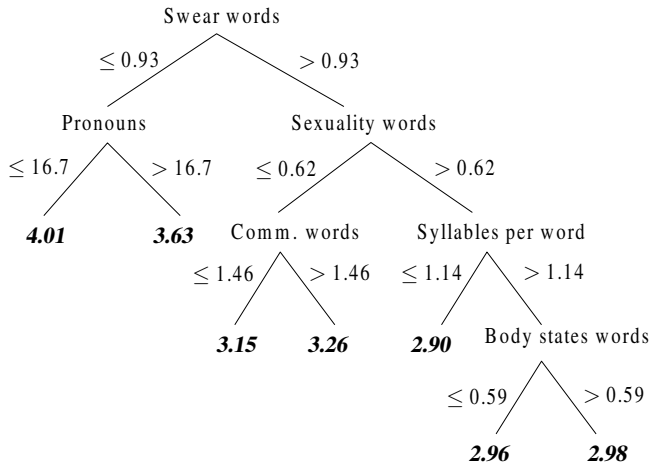 Swear words
≤ 0.93 > 0.93
Pronouns Sexuality words
≤ 16.7 > 16.7 ≤ 0.62 > 0.62
4.01 3.63 Comm. words Syllables per word
≤ 1.46 > 1.46 ≤ 1.14 > 1.14
3.15 3.26 2.90 Body states words
≤ 0.59 > 0.59
2.96 2.98